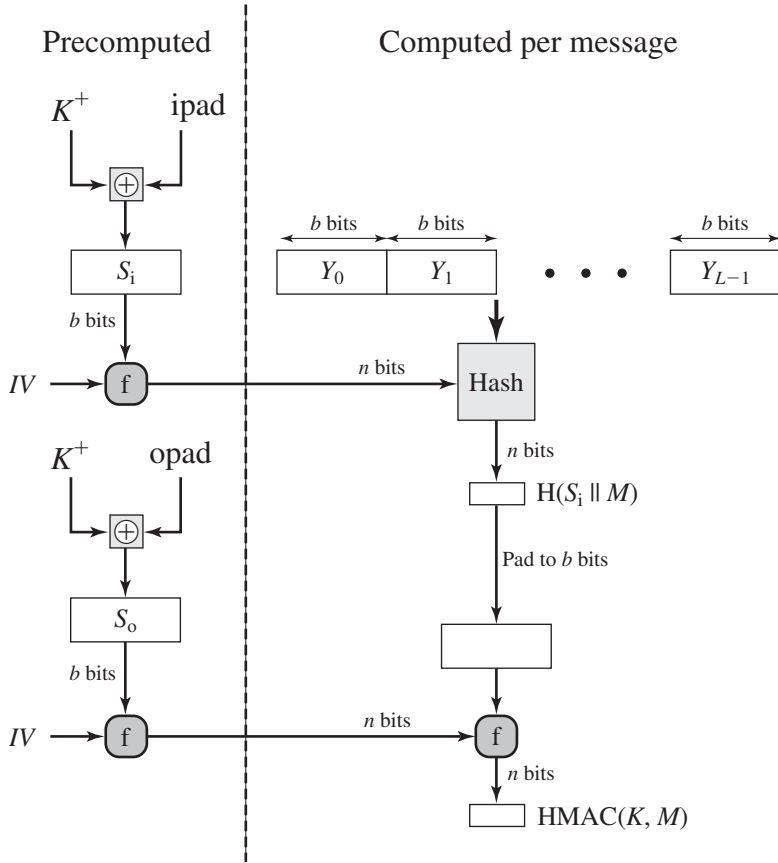 Precomputed
Computed per message
K⁺ ipad
⊕
Sᵢ
b bits
IV f
n bits
b bits b bits b bits
Y₀ Y₁ • • • Y_{L−1}
Hash
n bits
H(Sᵢ || M)
Pad to b bits
K⁺ opad
⊕
Sₒ
b bits
IV f
n bits
f
n bits
HMAC(K, M)